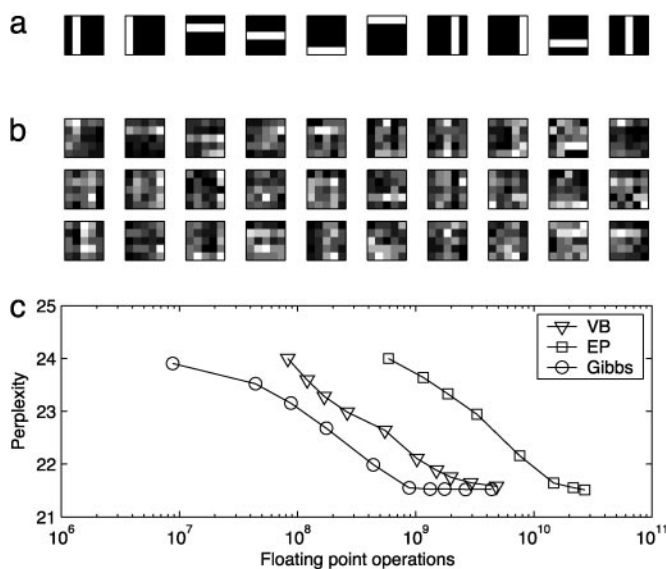 a
b
c
25
24
23
22
21
Perplexity
VB
EP
Gibbs
10^6
10^7
10^8
10^9
10^10
10^11
Floating point operations